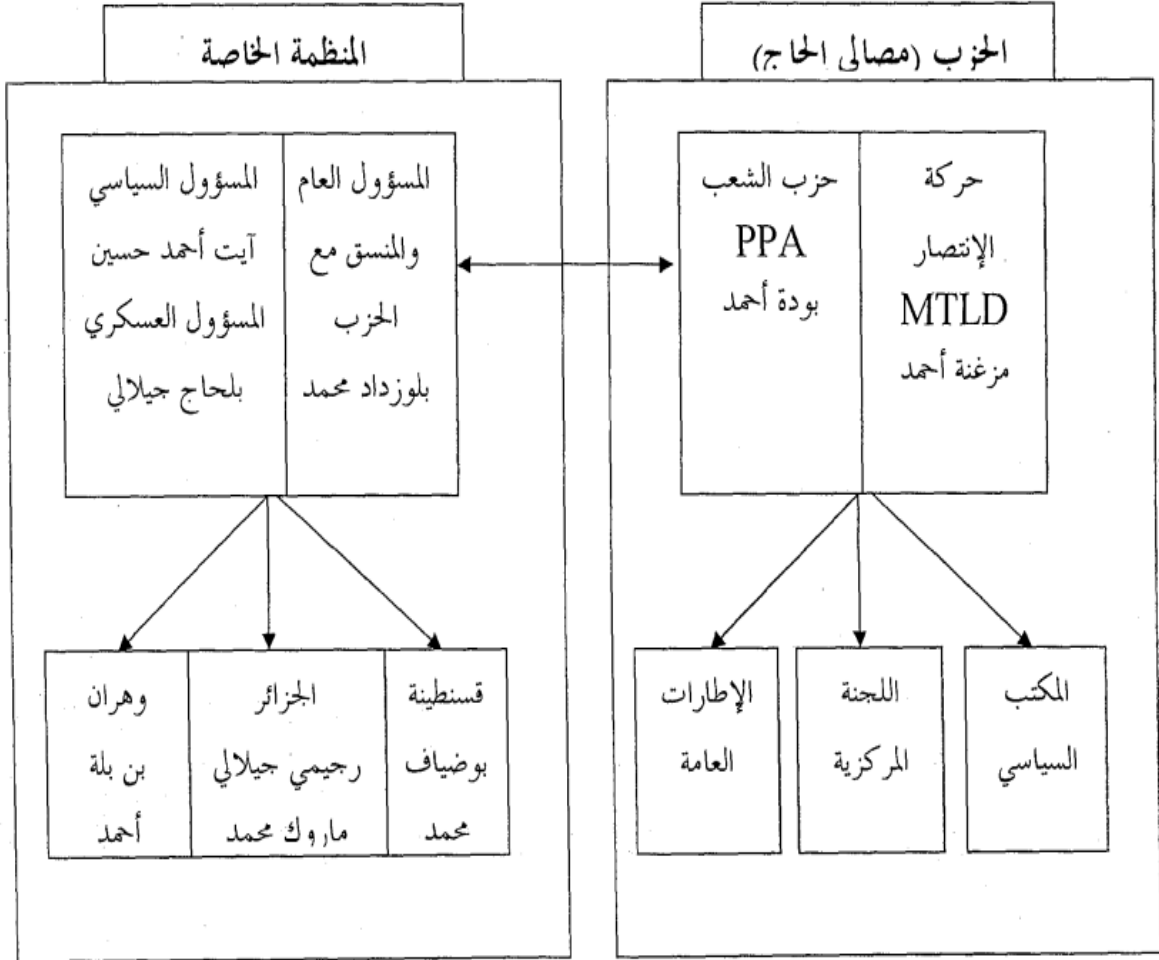 الحزب (مصالي الحاج)
حركة
الإنتصار
MTLD
مزغنة أحمد
حزب الشعب
PPA
بودة أحمد
المكتب
السياسي
اللجنة
المركزية
الإطارات
العامة
المنظمة الخاصة
المسؤول العام
والمنسق مع
الحزب
بلوزداد محمد
المسؤول السياسي
آيت أحمد حسين
المسؤول العسكري
بلحاج جيلالي
قسنطينة
بوضياف
محمد
الجزائر
رجيمي جيلالي
ماروك محمد
وهران
بن بلة
أحمد